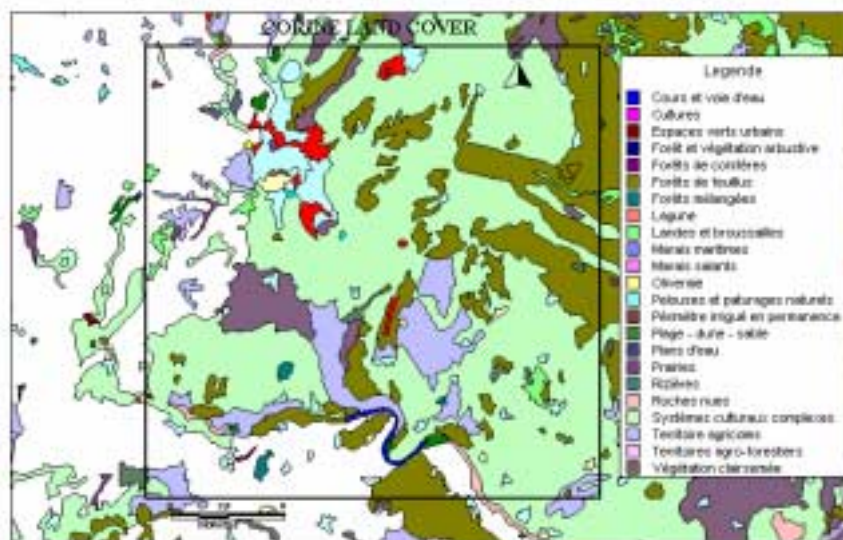 CORINE LAND COVER
Legende
Cours et voie d'eau
Cultures
Espaces verts urbains
Forêt et végétation arbustive
Forêts de conifères
Forêts de feuillus
Forêts mélangées
Lagune
Landes et broussailles
Marais maritimes
Marais salants
Oliveraie
Pelouses et paturages naturels
Périmètre irrigué en permanence
Plage - dune - sable
Plans d'eau
Prairies
Rizières
Roches nues
Systèmes culturaux complexes
Territoire agricoles
Territoires agro-forestiers
Végétation clairsemée